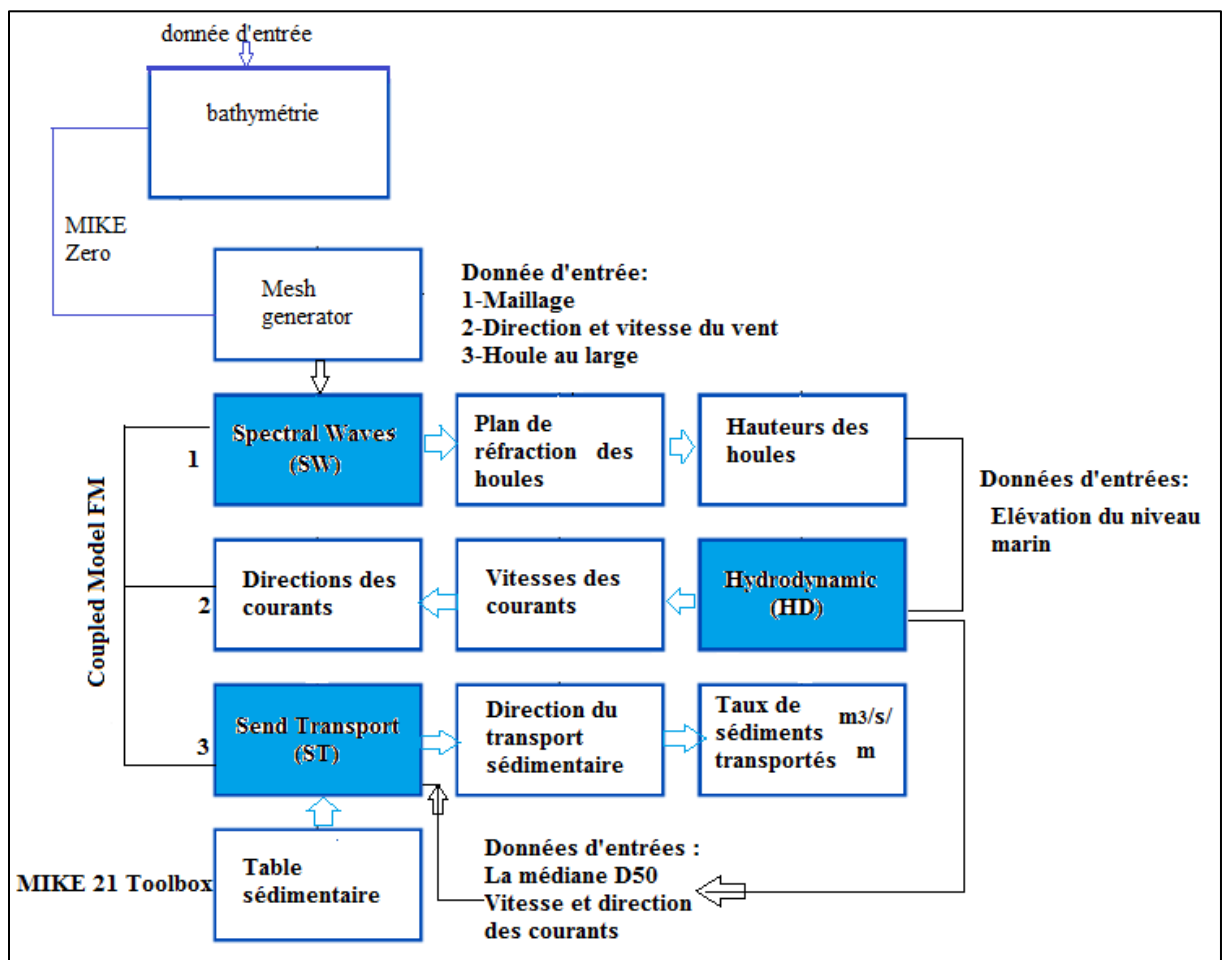 donnée d'entrée
bathymétrie
MIKE
Zero
Mesh
generator
Donnée d'entrée:
1-Maillage
2-Direction et vitesse du vent
3-Houle au large
Coupled Model FM
1
Spectral Waves
(SW)
Plan de
réfraction des
houles
Hauteurs des
houles
Données d'entrées:
Elévation du niveau
marin
2
Directions des
courants
Vitesses des
courants
Hydrodynamic
(HD)
3
Send Transport
(ST)
Direction du
transport
sédimentaire
Taux de
sédiments
transportés
m3/s/
m
MIKE 21 Toolbox
Table
sédimentaire
Données d'entrées :
La médiane D50
Vitesse et direction
des courants